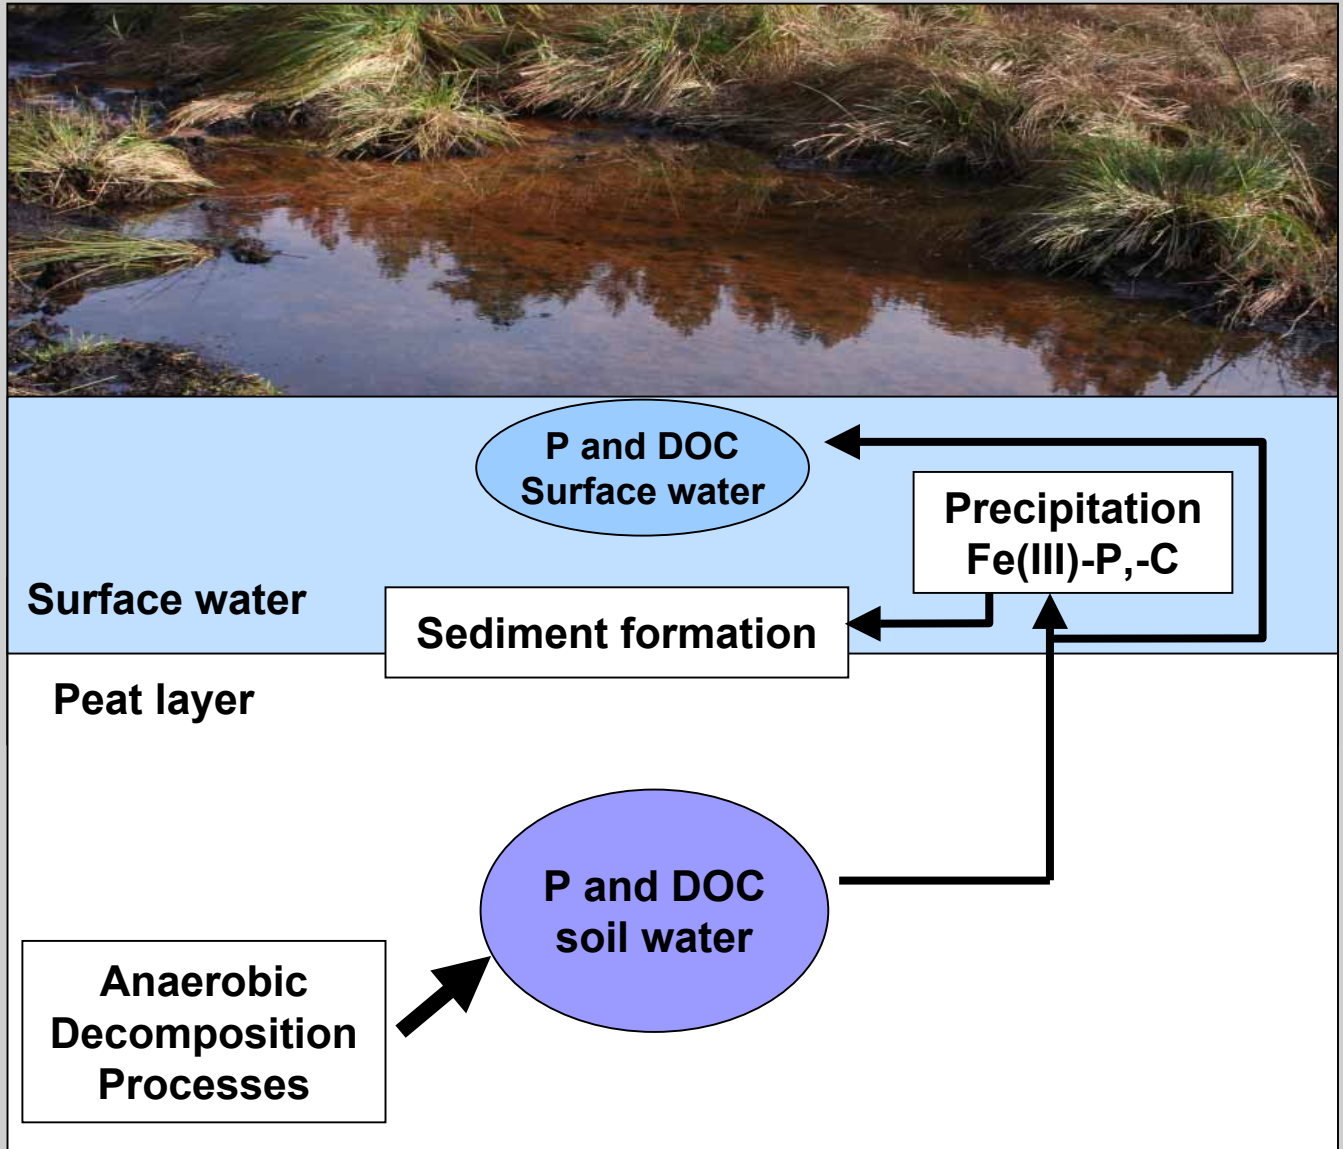 P and DOC
Surface water
Precipitation
Fe(III)-P,-C
Surface water
Sediment formation
Peat layer
P and DOC
soil water
Anaerobic
Decomposition
Processes